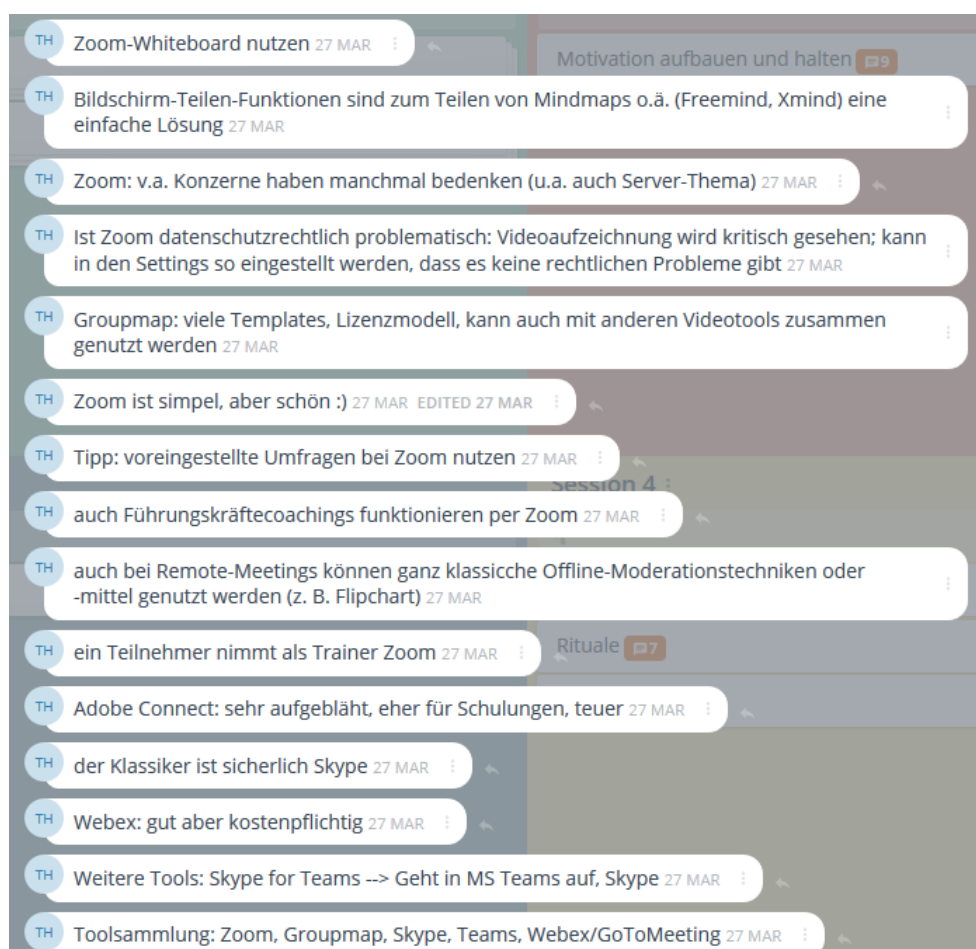 TH Zoom-Whiteboard nutzen 27 MAR
Motivation aufbauen und halten 9
TH Bildschirm-Teilen-Funktionen sind zum Teilen von Mindmaps o.ä. (Freemind, Xmind) eine
einfache Lösung 27 MAR
TH Zoom: v.a. Konzerne haben manchmal bedenken (u.a. auch Server-Thema) 27 MAR
TH Ist Zoom datenschutzrechtlich problematisch: Videoaufzeichnung wird kritisch gesehen; kann
in den Settings so eingestellt werden, dass es keine rechtlichen Probleme gibt 27 MAR
TH Groupmap: viele Templates, Lizenzmodell, kann auch mit anderen Videotools zusammen
genutzt werden 27 MAR
TH Zoom ist simpel, aber schön :) 27 MAR EDITED 27 MAR
TH Tipp: voreingestellte Umfragen bei Zoom nutzen 27 MAR
Session 4
TH auch Führungskräftecoachings funktionieren per Zoom 27 MAR
TH auch bei Remote-Meetings können ganz klassicche Offline-Moderationstechniken oder
-mittel genutzt werden (z. B. Flipchart) 27 MAR
TH ein Teilnehmer nimmt als Trainer Zoom 27 MAR
Rituale 7
TH Adobe Connect: sehr aufgebläht, eher für Schulungen, teuer 27 MAR
TH der Klassiker ist sicherlich Skype 27 MAR
TH Webex: gut aber kostenpflichtig 27 MAR
TH Weitere Tools: Skype for Teams --> Geht in MS Teams auf, Skype 27 MAR
TH Toolsammlung: Zoom, Groupmap, Skype, Teams, Webex/GoToMeeting 27 MAR